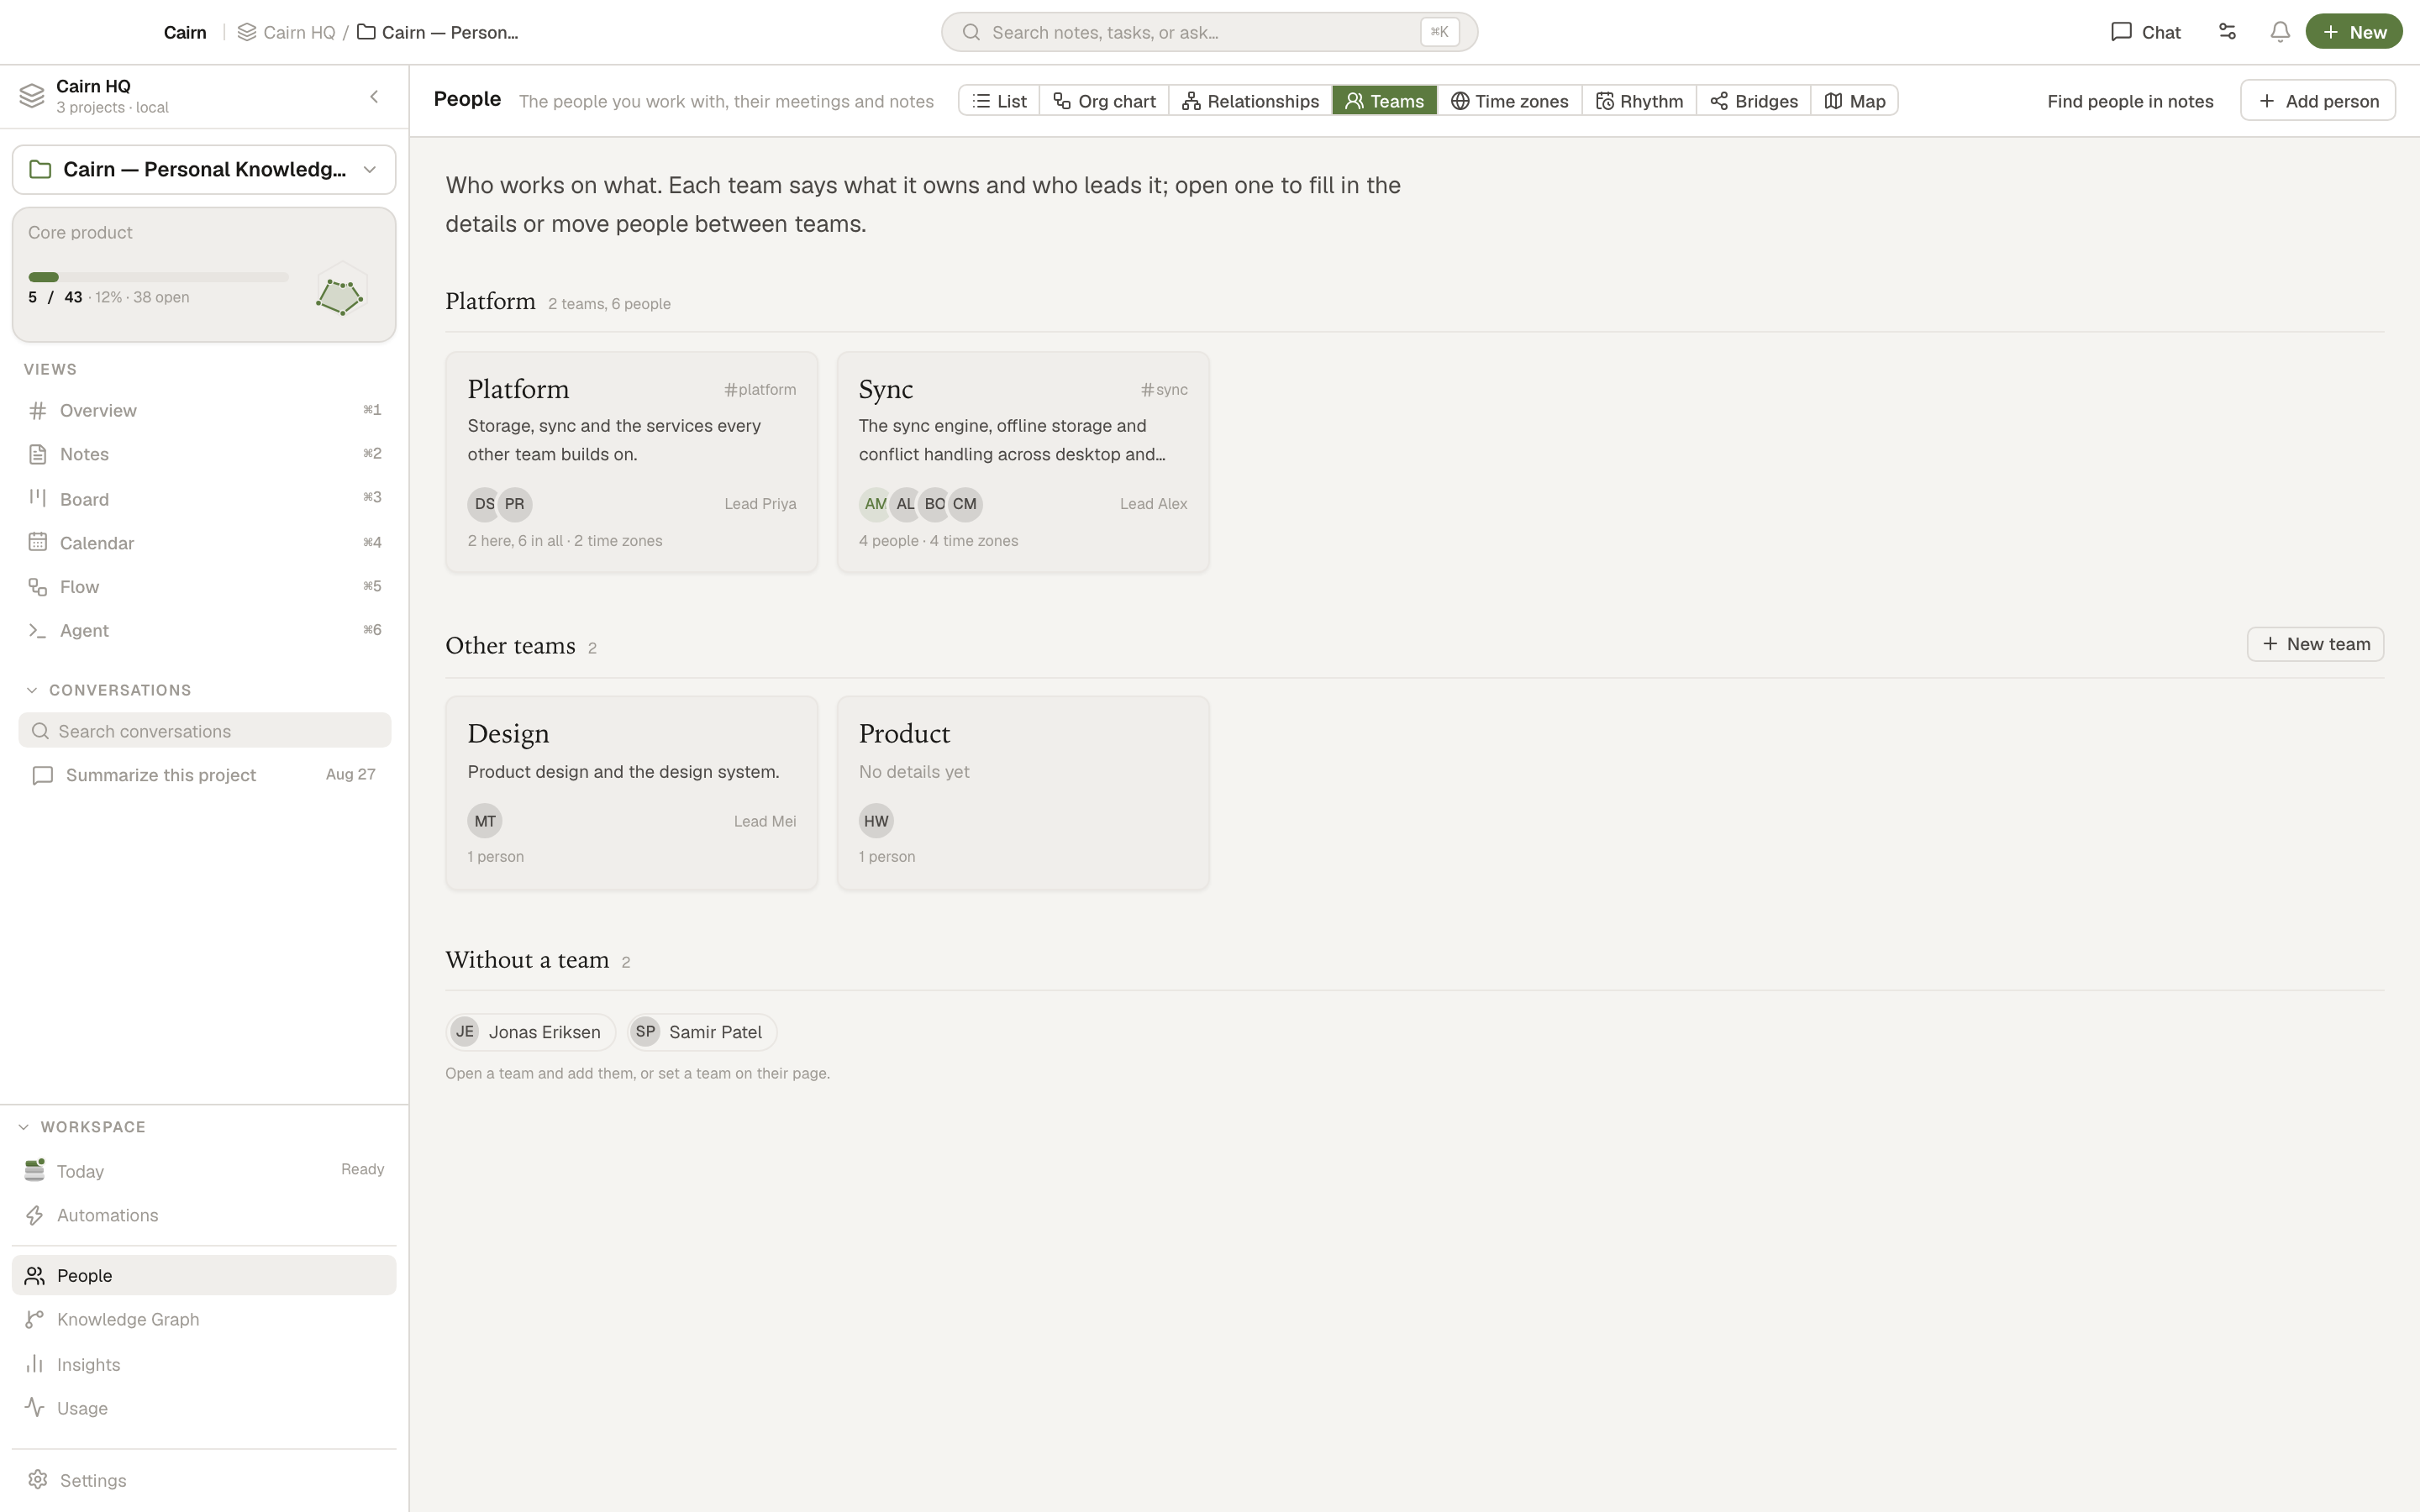 Cairn
Cairn HQ / Cairn — Person...
Search notes, tasks, or ask...
⌘K
Chat
New
Cairn HQ
3 projects · local
Cairn — Personal Knowledg...
Core product
5 / 43 · 12% · 38 open
VIEWS
Overview ⌘1
Notes ⌘2
Board ⌘3
Calendar ⌘4
Flow ⌘5
Agent ⌘6
CONVERSATIONS
Search conversations
Summarize this project Aug 27
WORKSPACE
Today Ready
Automations
People
Knowledge Graph
Insights
Usage
Settings
People The people you work with, their meetings and notes
List Org chart Relationships Teams Time zones Rhythm Bridges Map
Find people in notes
Add person
Who works on what. Each team says what it owns and who leads it; open one to fill in the
details or move people between teams.
Platform 2 teams, 6 people
Platform #platform
Storage, sync and the services every
other team builds on.
DS PR Lead Priya
2 here, 6 in all · 2 time zones
Sync #sync
The sync engine, offline storage and
conflict handling across desktop and...
AM AL BO CM Lead Alex
4 people · 4 time zones
Other teams 2
New team
Design
Product design and the design system.
MT Lead Mei
1 person
Product
No details yet
HW
1 person
Without a team 2
JE Jonas Eriksen
SP Samir Patel
Open a team and add them, or set a team on their page.